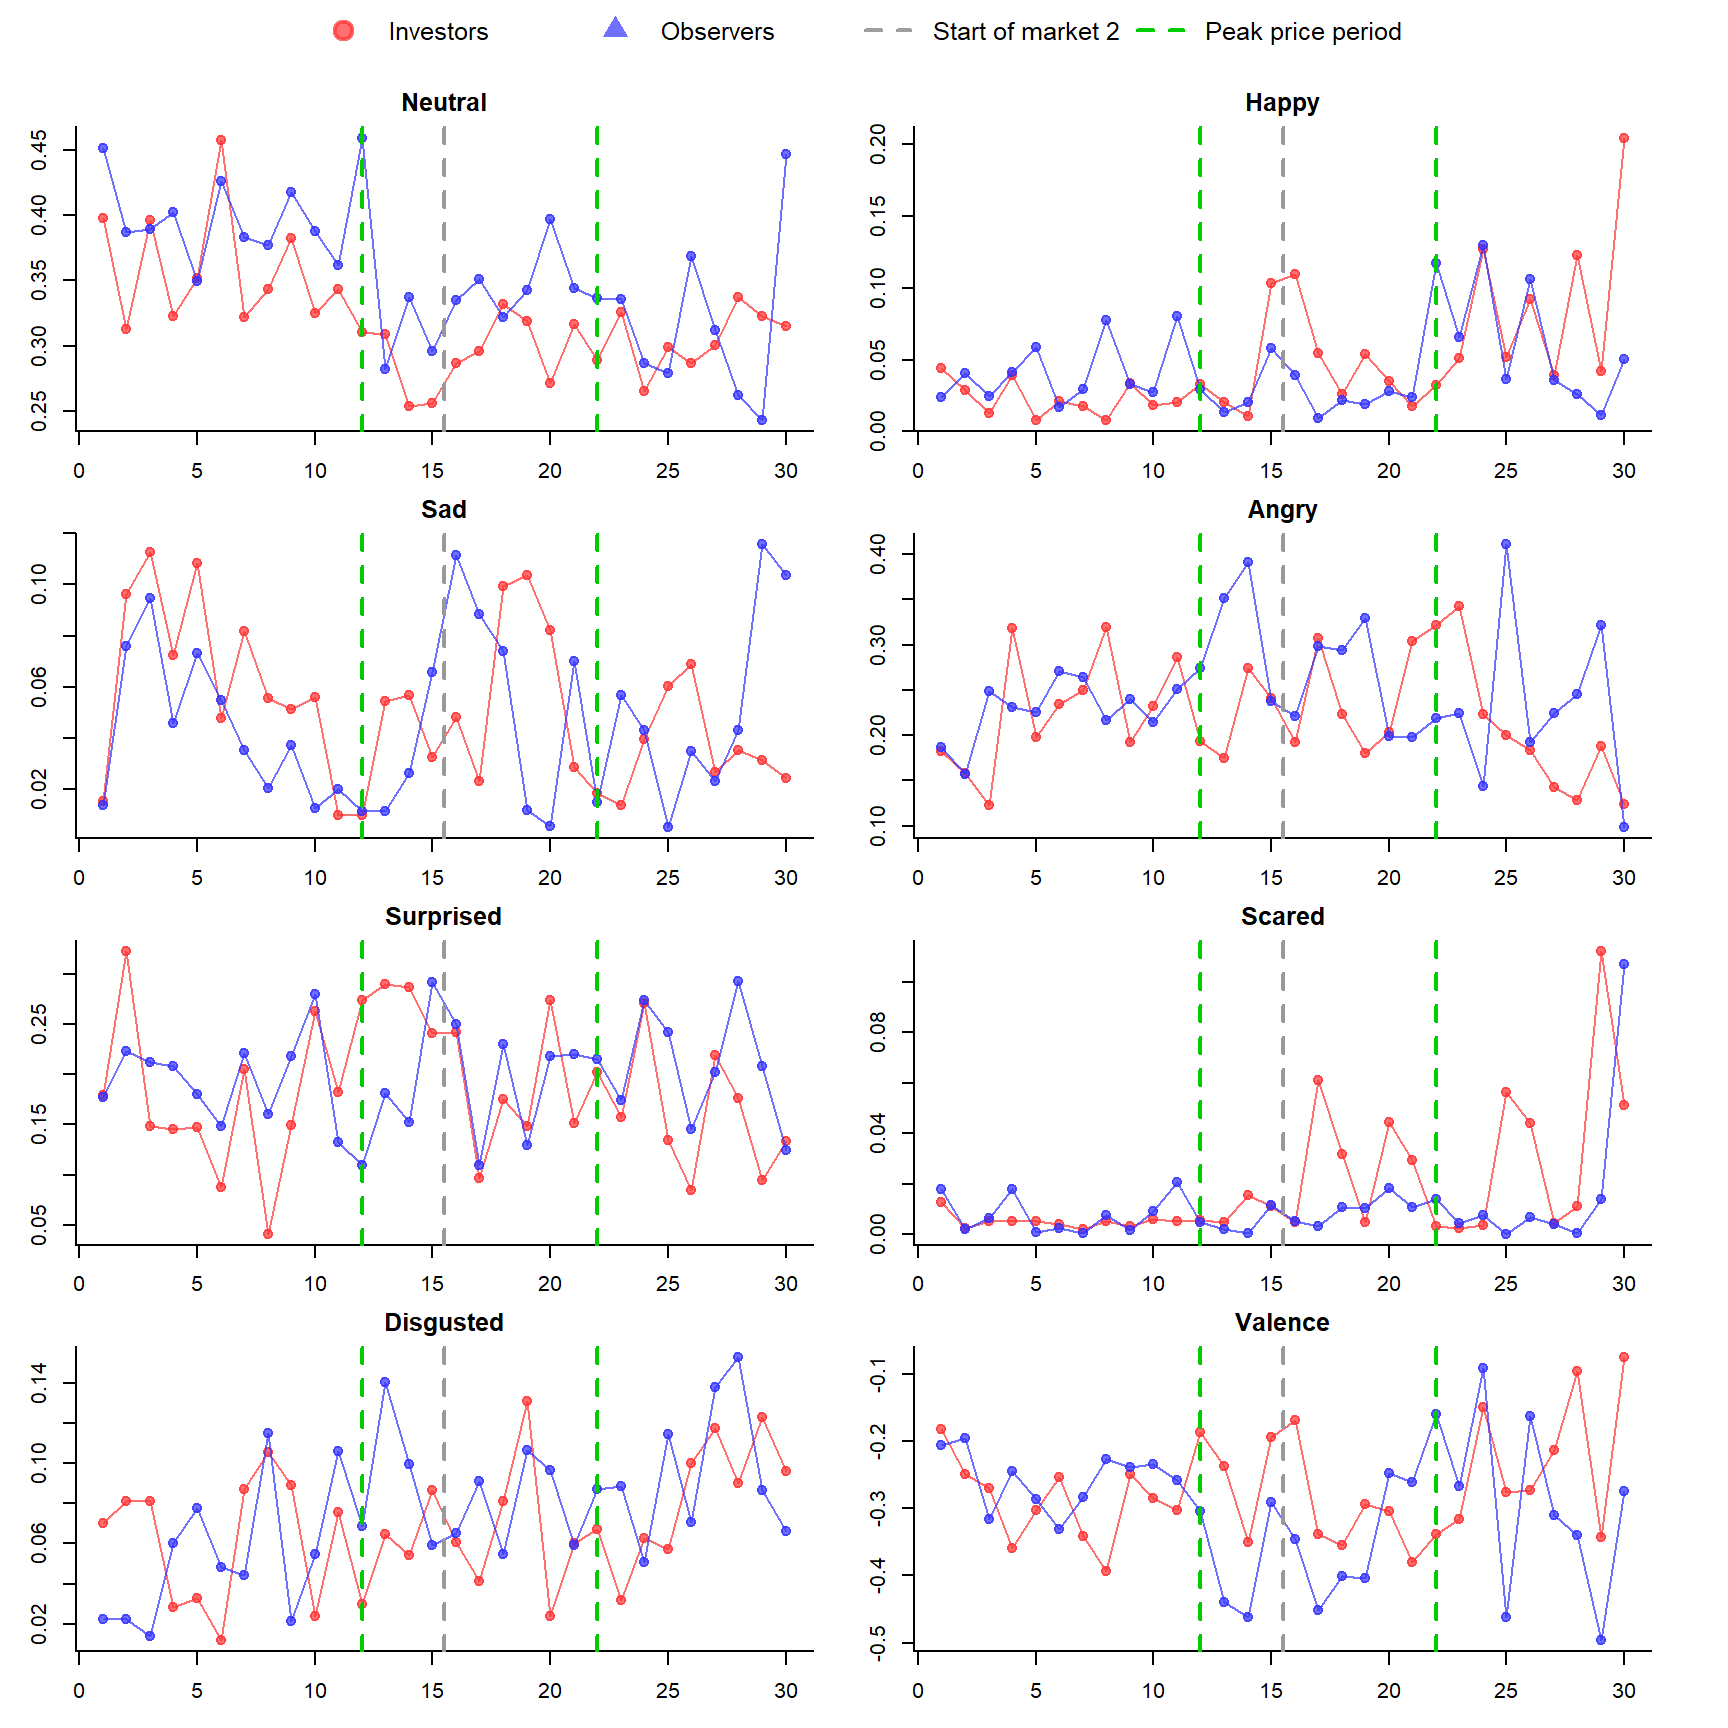 Investors Observers Start of market 2 Peak price period
Neutral
0.25 0.30 0.35 0.40 0.45
0 5 10 15 20 25 30
Happy
0.00 0.05 0.10 0.15 0.20
0 5 10 15 20 25 30
Sad
0.02 0.06 0.10
0 5 10 15 20 25 30
Angry
0.10 0.20 0.30 0.40
0 5 10 15 20 25 30
Surprised
0.05 0.15 0.25
0 5 10 15 20 25 30
Scared
0.00 0.04 0.08
0 5 10 15 20 25 30
Disgusted
0.02 0.06 0.10 0.14
0 5 10 15 20 25 30
Valence
-0.5 -0.4 -0.3 -0.2 -0.1
0 5 10 15 20 25 30